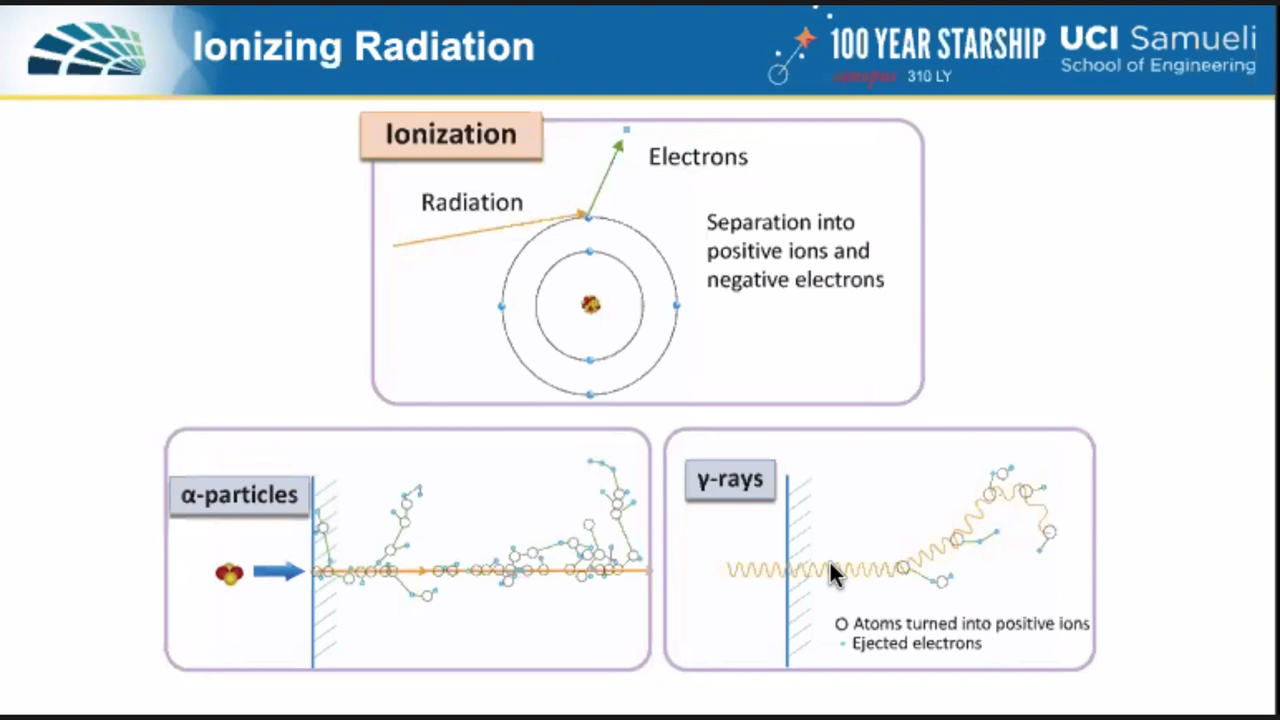 Ionizing Radiation
100 YEAR STARSHIP
canopus 310 LY
UCI Samueli
School of Engineering
Ionization
Electrons
Radiation
Separation into
positive ions and
negative electrons
α-particles
γ-rays
Atoms turned into positive ions
Ejected electrons